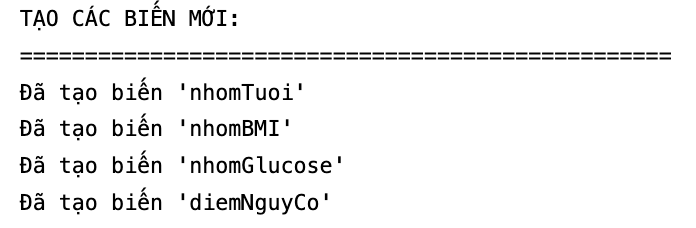 TẠO CÁC BIẾN MỚI:
==================================================
Đã tạo biến 'nhomTuoi'
Đã tạo biến 'nhomBMI'
Đã tạo biến 'nhomGlucose'
Đã tạo biến 'diemNguyCo'